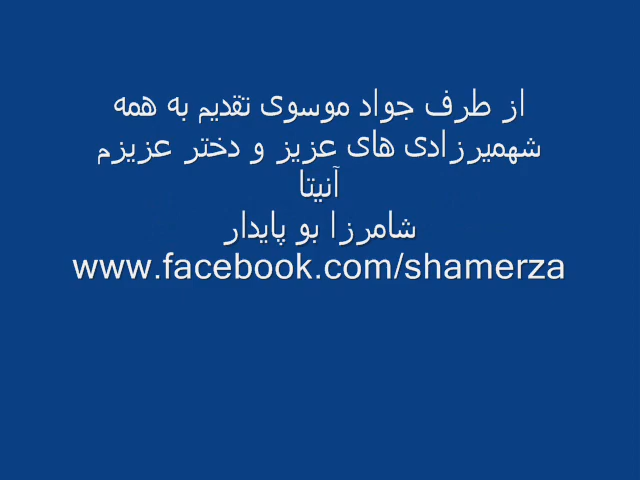 از طرف جواد موسوی تقدیم به همه
شهمیرزادی های عزیز و دختر عزیزم
آنیتا
شامرزا بو پایدار
www.facebook.com/shamerza